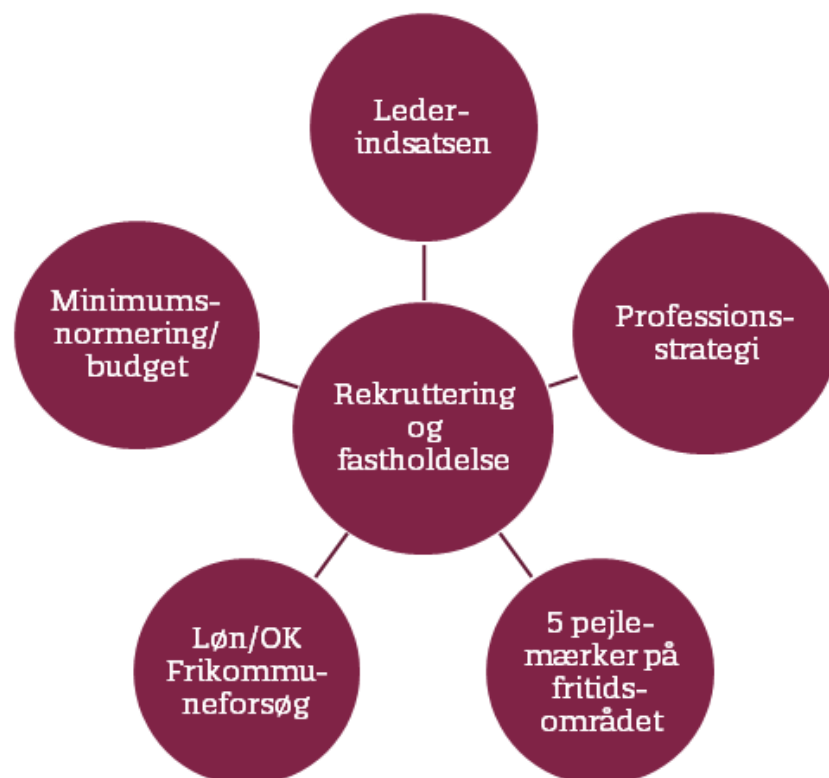 Leder-
indsatsen
Professions-
strategi
5 pejle-
mærker på
fritids-
området
Løn/OK
Frikommu-
neforsøg
Minimums-
normering/
budget
Rekruttering
og
fastholdelse